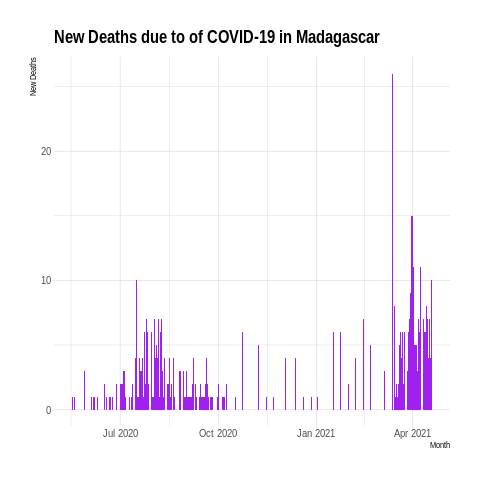 New Deaths due to of COVID-19 in Madagascar
New Deaths
20
10
0
Jul 2020 Oct 2020 Jan 2021 Apr 2021
Month